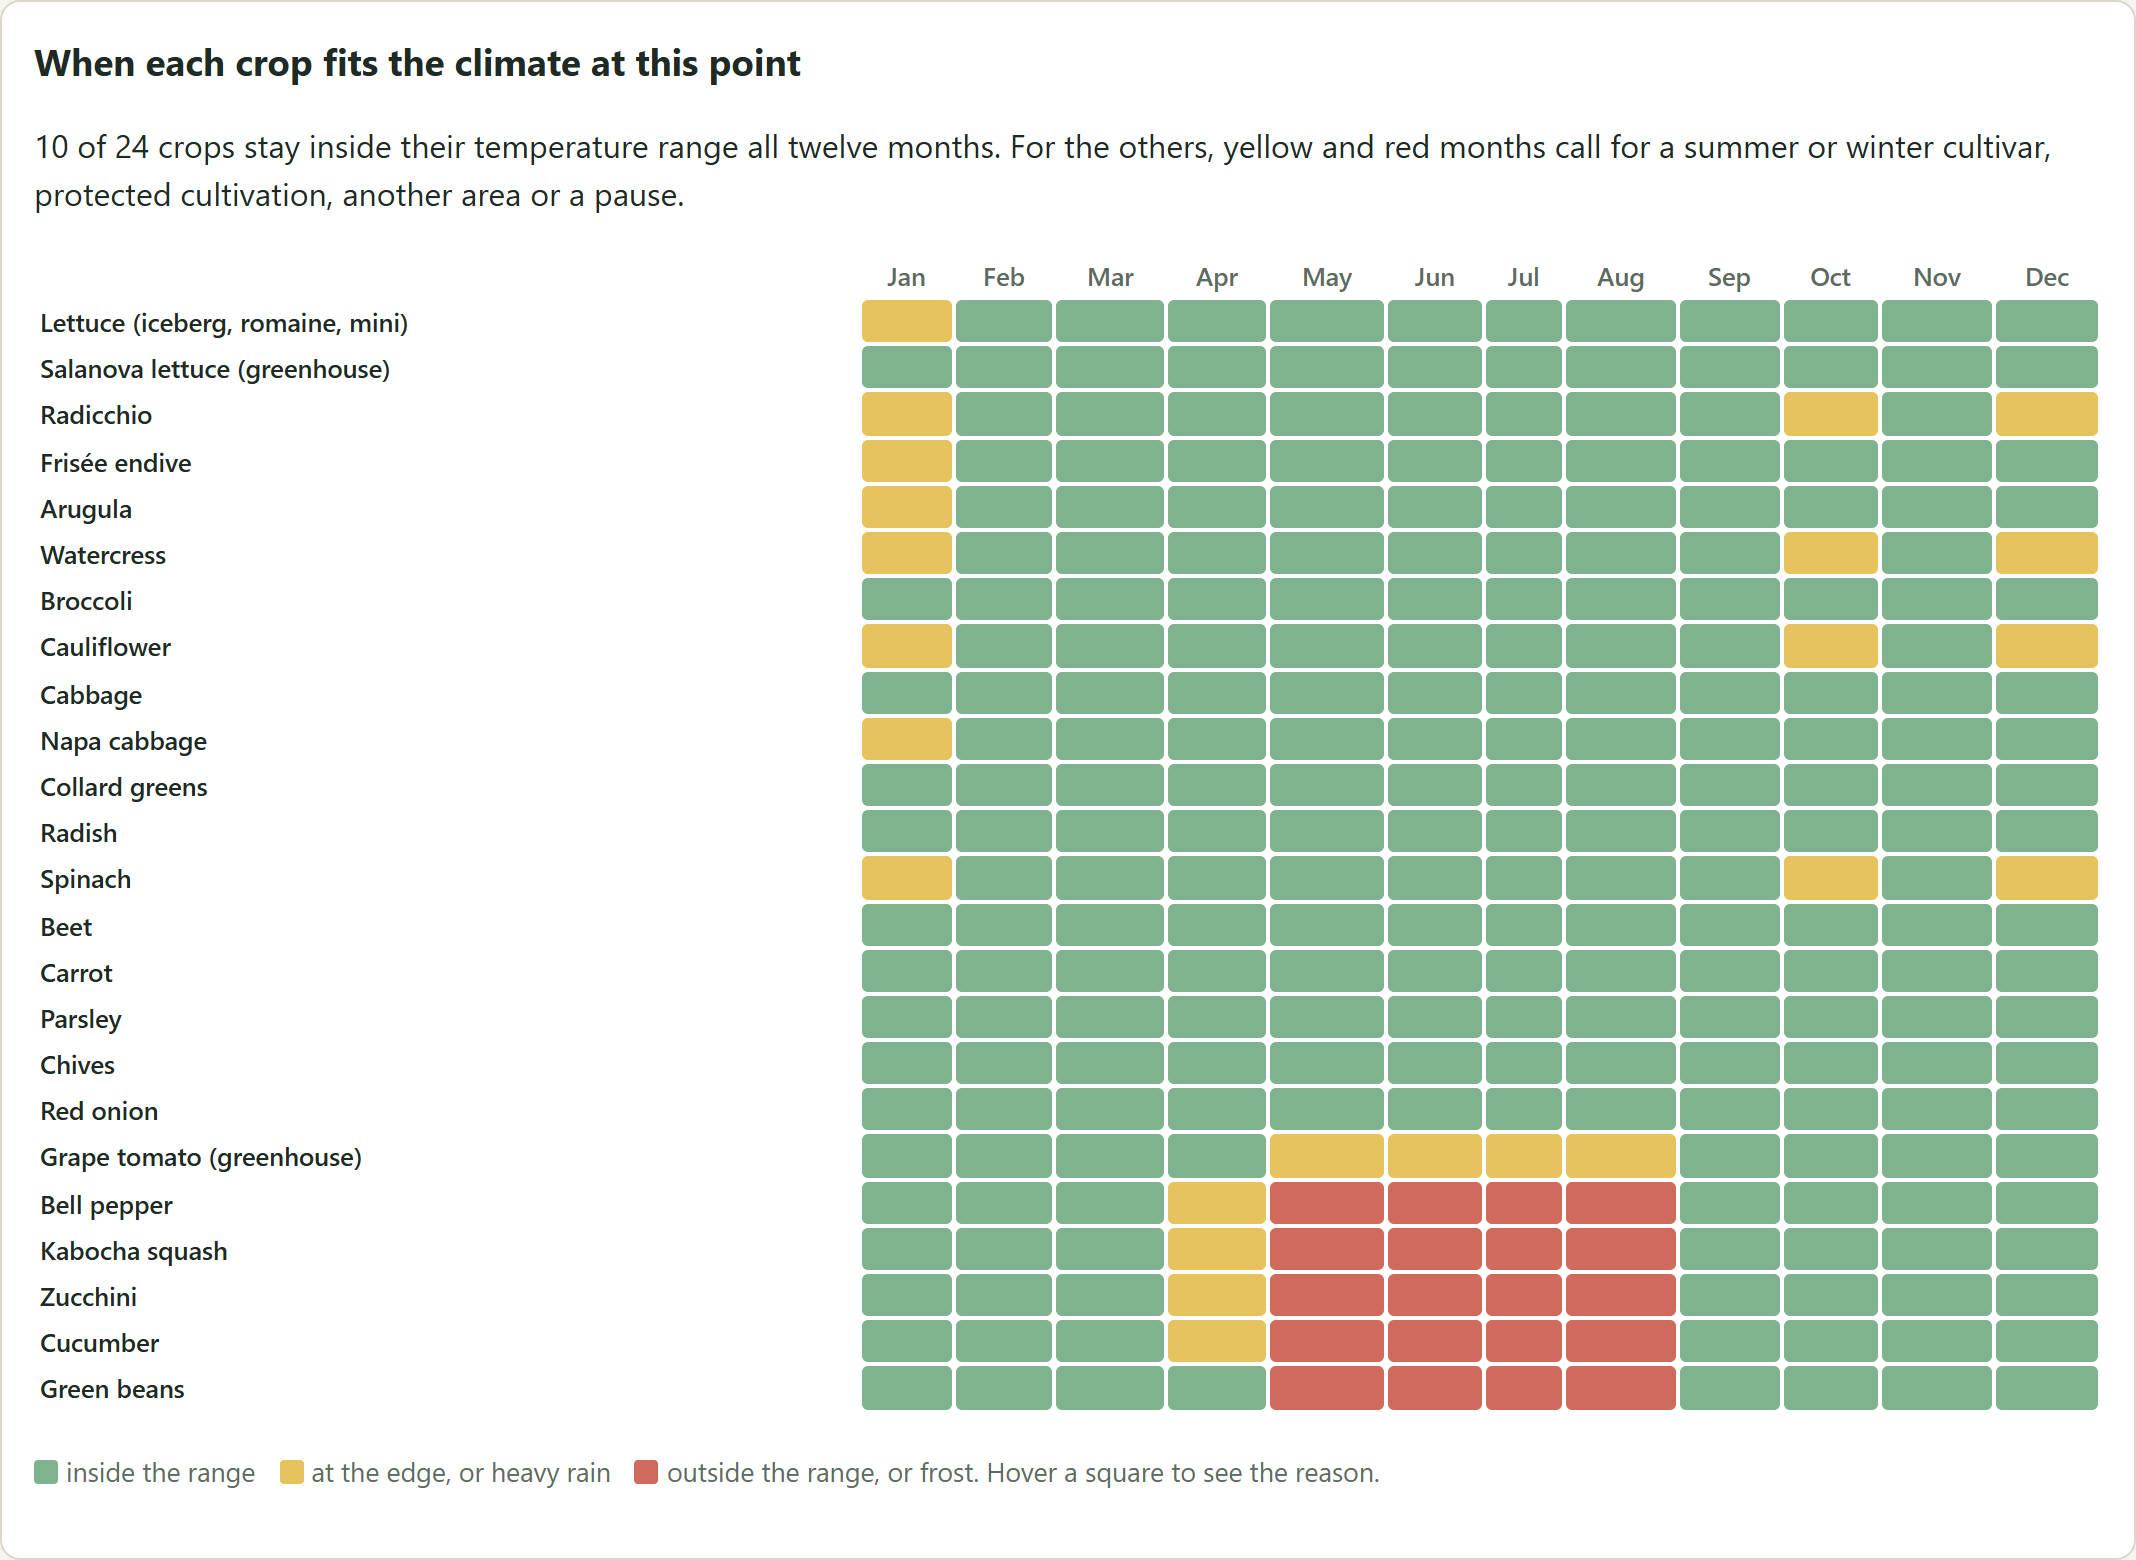 When each crop fits the climate at this point
10 of 24 crops stay inside their temperature range all twelve months. For the others, yellow and red months call for a summer or winter cultivar,
protected cultivation, another area or a pause.
Jan Feb Mar Apr May Jun Jul Aug Sep Oct Nov Dec
Lettuce (iceberg, romaine, mini)
Salanova lettuce (greenhouse)
Radicchio
Frisée endive
Arugula
Watercress
Broccoli
Cauliflower
Cabbage
Napa cabbage
Collard greens
Radish
Spinach
Beet
Carrot
Parsley
Chives
Red onion
Grape tomato (greenhouse)
Bell pepper
Kabocha squash
Zucchini
Cucumber
Green beans
inside the range at the edge, or heavy rain outside the range, or frost. Hover a square to see the reason.